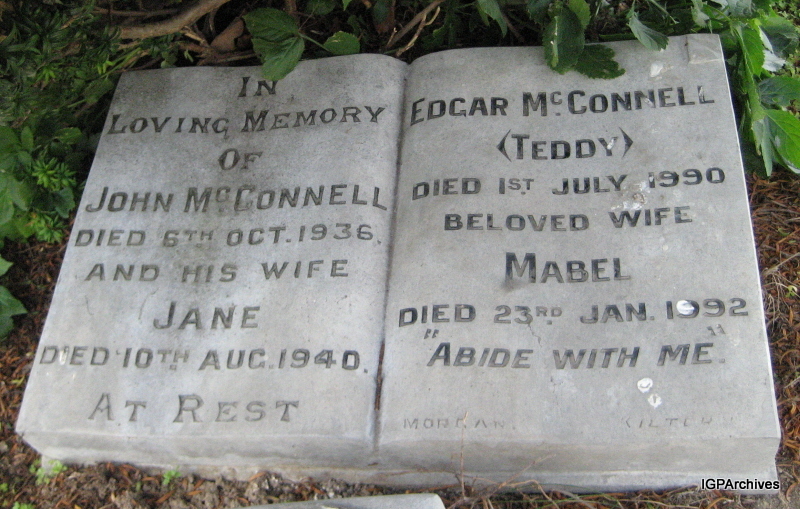 IN
LOVING MEMORY
OF
JOHN McCONNELL
DIED 6TH OCT. 1936.
AND HIS WIFE
JANE
DIED 10TH AUG. 1940.
AT REST
EDGAR McCONNELL
(TEDDY)
DIED 1ST. JULY 1990
BELOVED WIFE
MABEL
DIED 23RD JAN. 1992
"ABIDE WITH ME"
MORGAN
IGPArchives